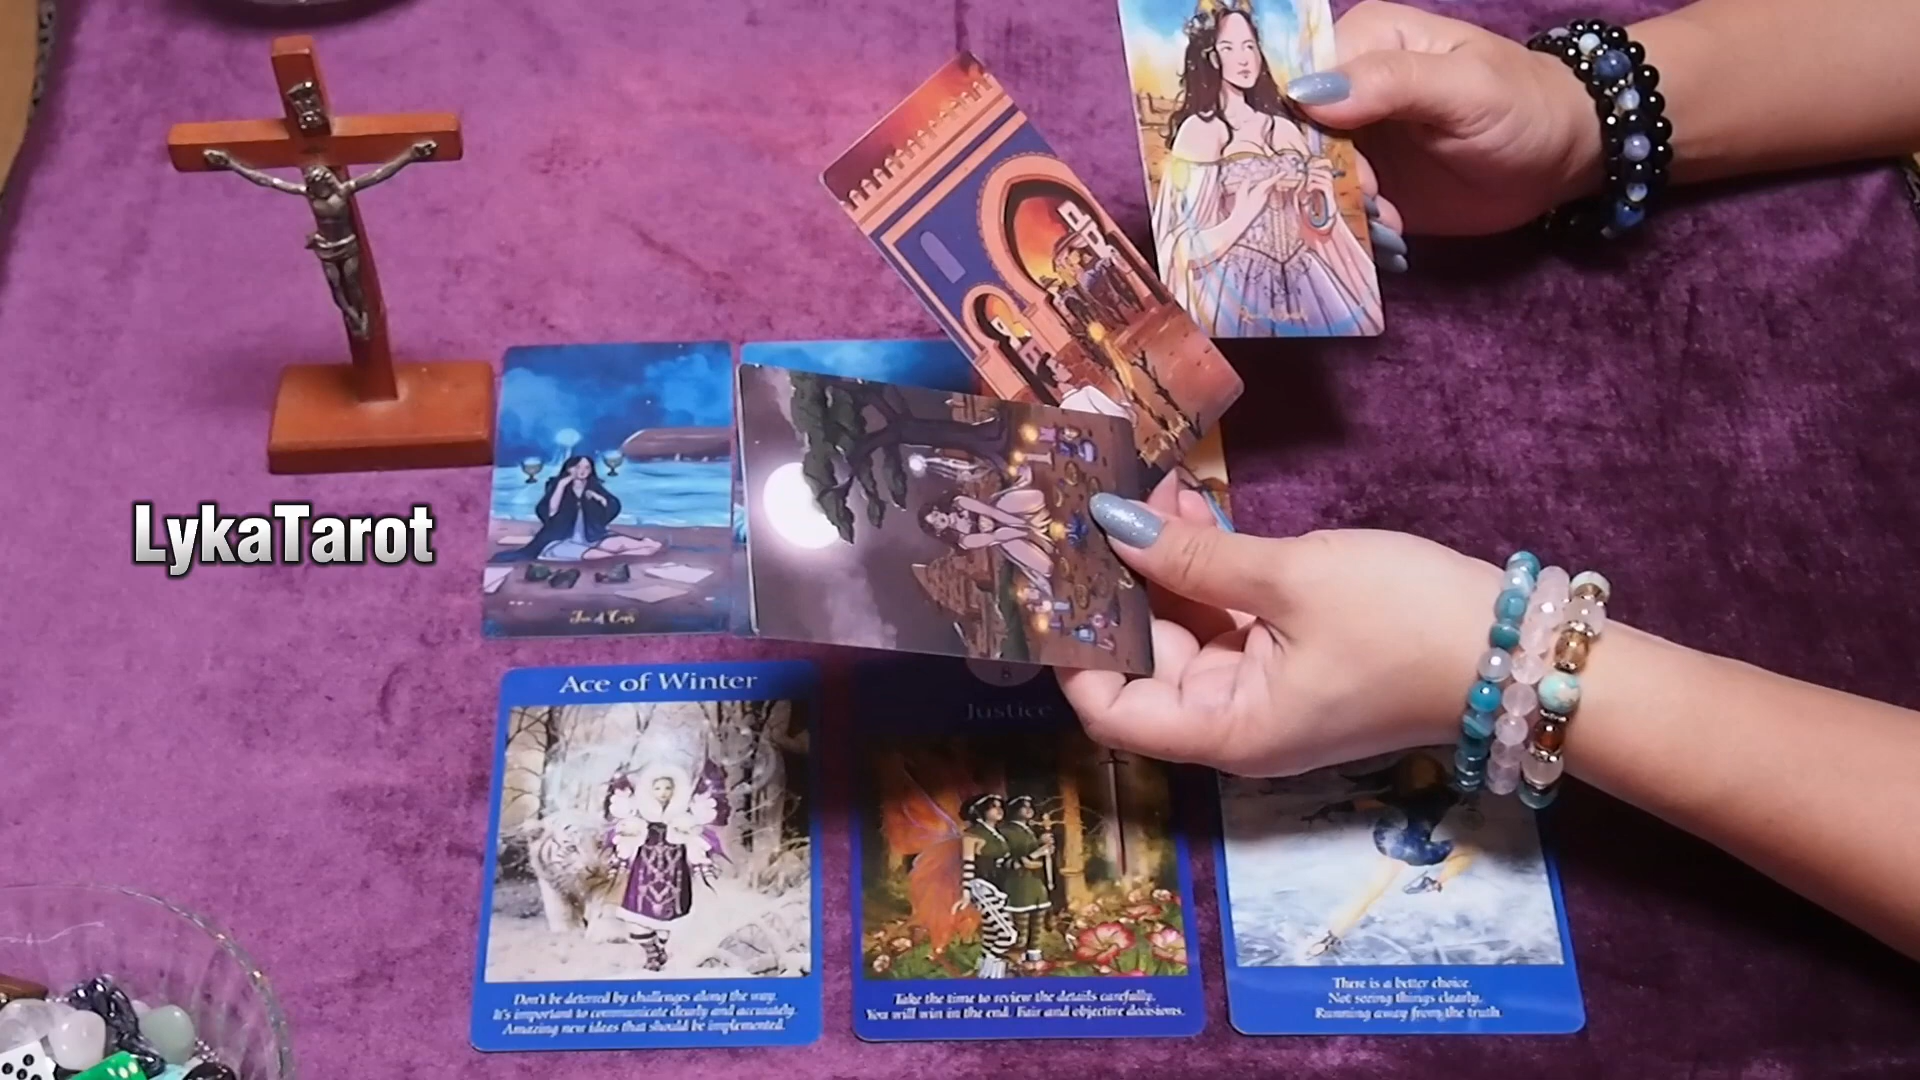 LykaTarot
Ace of Winter
Don't be deterred by challenges along the way.
It's important to communicate clearly and accurately.
Amazing new ideas that should be implemented.
Justice
Take the time to review the details carefully.
You will win in the end. Fair and objective decisions.
There is a better choice.
Not seeing things clearly.
Running away from the truth.